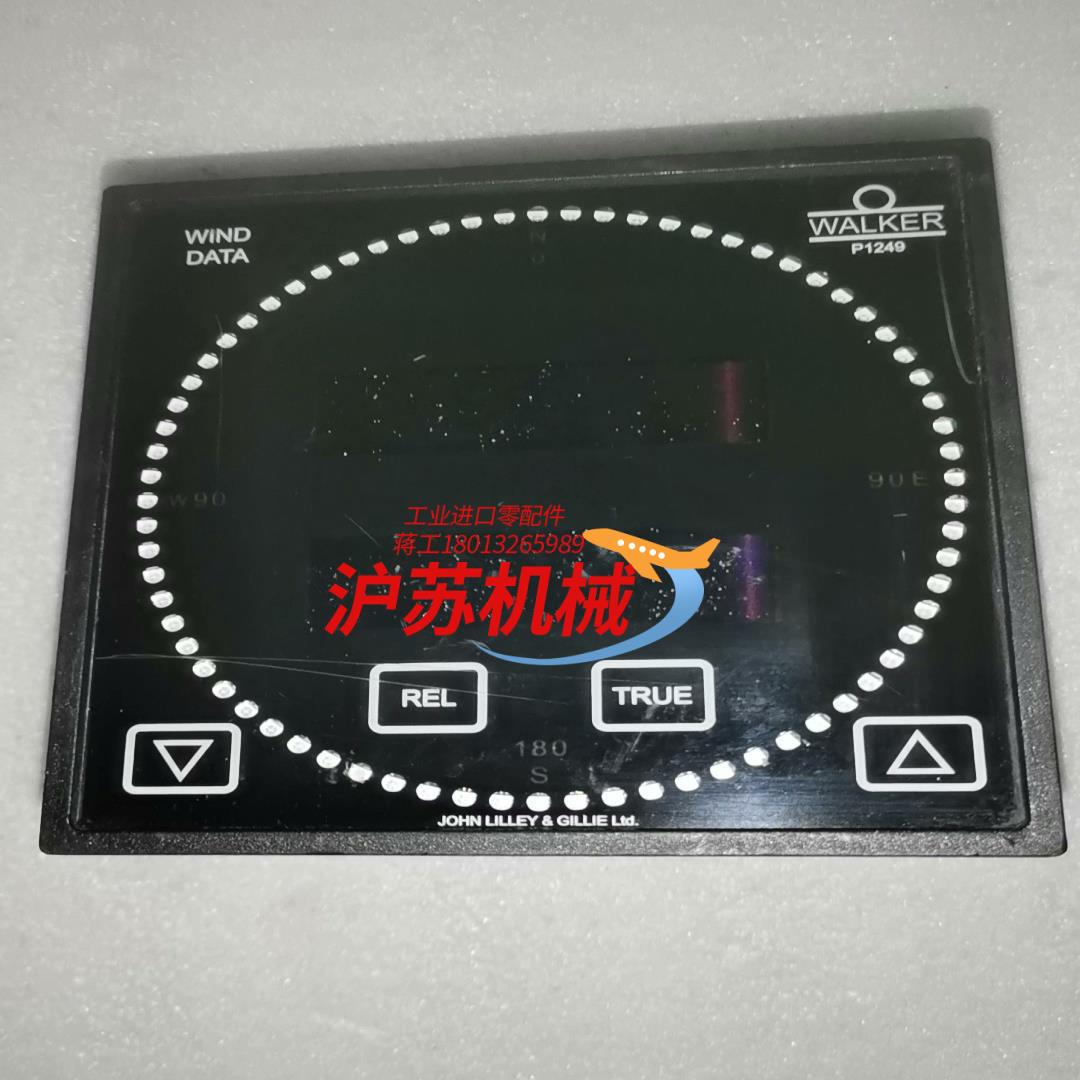 WIND
DATA
WALKER
P1249
N
0
W90
90E
工业进口零配件
蒋工18013265989
沪苏机械
REL
TRUE
180
S
JOHN LILLEY & GILLIE Ltd.